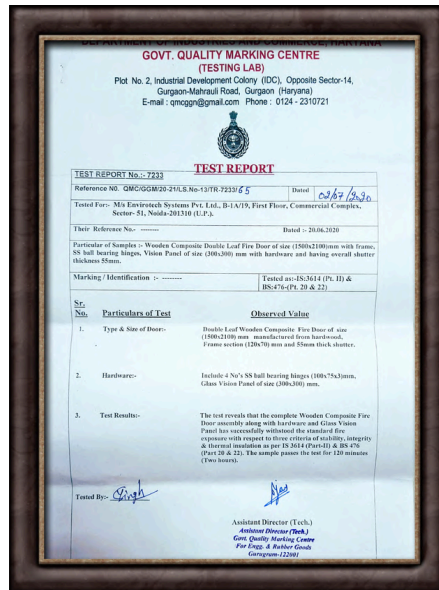 DEPARTMENT OF INDUSTRIES AND COMMERCE, HARYANA
GOVT. QUALITY MARKING CENTRE
(TESTING LAB)
Plot No. 2, Industrial Development Colony (IDC), Opposite Sector-14,
Gurgaon-Mahrauli Road, Gurgaon (Haryana)
E-mail : qmcggn@gmail.com Phone : 0124 - 2310721
TEST REPORT
TEST REPORT No.:- 7233
Reference N0. QMC/GGM/20-21/LS.No-13/TR-7233/65 Dated 02/07/2020
Tested For:- M/s Envirotech Systems Pvt. Ltd., B-1A/19, First Floor, Commercial Complex,
Sector- 51, Noida-201310 (U.P.).
Their Reference No.- -------- Dated :- 20.06.2020
Particular of Samples :- Wooden Composite Double Leaf Fire Door of size (1500x2100)mm with frame,
SS ball bearing hinges, Vision Panel of size (300x300) mm with hardware and having overall shutter
thickness 55mm.
Marking / Identification :- -------- Tested as:-IS:3614 (Pt. II) &
BS:476-(Pt. 20 & 22)
Sr.
No. Particulars of Test Observed Value
1. Type & Size of Door:- Double Leaf Wooden Composite Fire Door of size
(1500x2100) mm manufactured from hardwood,
Frame section (120x70) mm and 55mm thick shutter.
2. Hardware:- Include 4 No's SS ball bearing hinges (100x75x3)mm,
Glass Vision Panel of size (300x300) mm.
3. Test Results:- The test reveals that the complete Wooden Composite Fire
Door assembly along with hardware and Glass Vision
Panel has successfully withstood the standard fire
exposure with respect to three criteria of stability, integrity
& thermal insulation as per IS 3614 (Part-II) & BS 476
(Part 20 & 22). The sample passes the test for 120 minutes
(Two hours).
Tested By:- Singh
Assistant Director (Tech.)
Assistant Director (Tech.)
Govt. Quality Marking Centre
For Engg. & Rubber Goods
Gurugram-122001